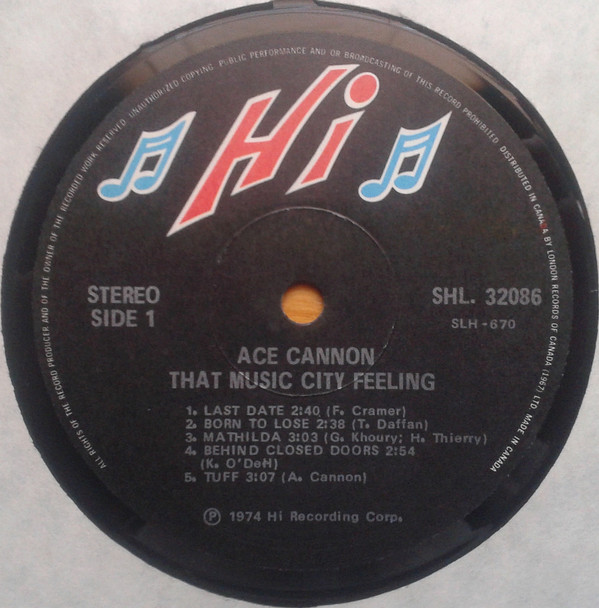 ALL RIGHTS OF THE RECORD PRODUCER AND OF THE OWNER OF THE RECORDED WORK RESERVED. UNAUTHORIZED COPYING, PUBLIC PERFORMANCE AND OR BROADCASTING OF THIS RECORD PROHIBITED. DISTRIBUTED IN CANADA BY LONDON RECORDS OF CANADA (1967) LTD. MADE IN CANADA
Hi
STEREO
SIDE 1
SHL. 32086
SLH-670
ACE CANNON
THAT MUSIC CITY FEELING
1. LAST DATE 2:40 (F. Cramer)
2. BORN TO LOSE 2:38 (T. Daffan)
3. MATHILDA 3:03 (G. Khoury; H. Thierry)
4. BEHIND CLOSED DOORS 2:54
(K. O'Dell)
5. TUFF 3:07 (A. Cannon)
Ⓟ 1974 Hi Recording Corp.